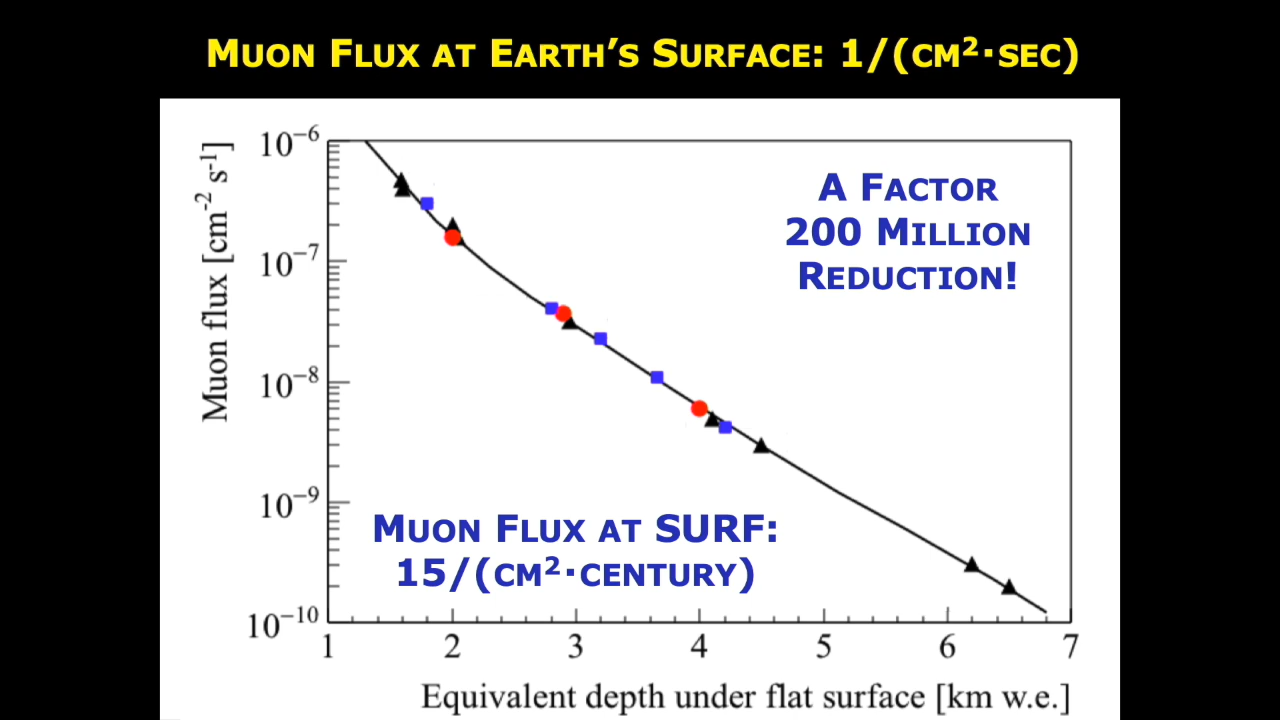 Muon Flux at Earth’s Surface: 1/(cm²·sec)
10⁻⁶
10⁻⁷
10⁻⁸
10⁻⁹
10⁻¹⁰
Muon flux [cm⁻² s⁻¹]
A Factor
200 Million
Reduction!
Muon Flux at SURF:
15/(cm²·century)
1 2 3 4 5 6 7
Equivalent depth under flat surface [km w.e.]